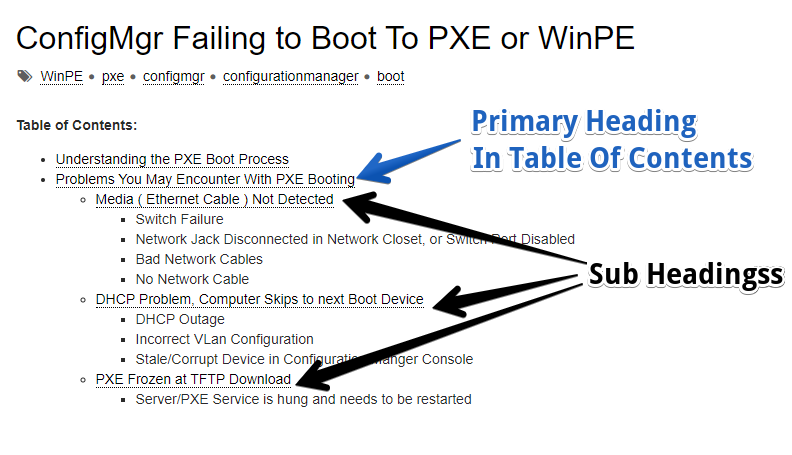 ConfigMgr Failing to Boot To PXE or WinPE
WinPE • pxe • configmgr • configurationmanager • boot
Table of Contents:
Primary Heading
In Table Of Contents
• Understanding the PXE Boot Process
• Problems You May Encounter With PXE Booting
Media ( Ethernet Cable ) Not Detected
Switch Failure
Network Jack Disconnected in Network Closet, or Switch Port Disabled
Bad Network Cables
No Network Cable
Sub Headingss
DHCP Problem, Computer Skips to next Boot Device
DHCP Outage
Incorrect VLan Configuration
Stale/Corrupt Device in Configuration Manger Console
PXE Frozen at TFTP Download
Server/PXE Service is hung and needs to be restarted